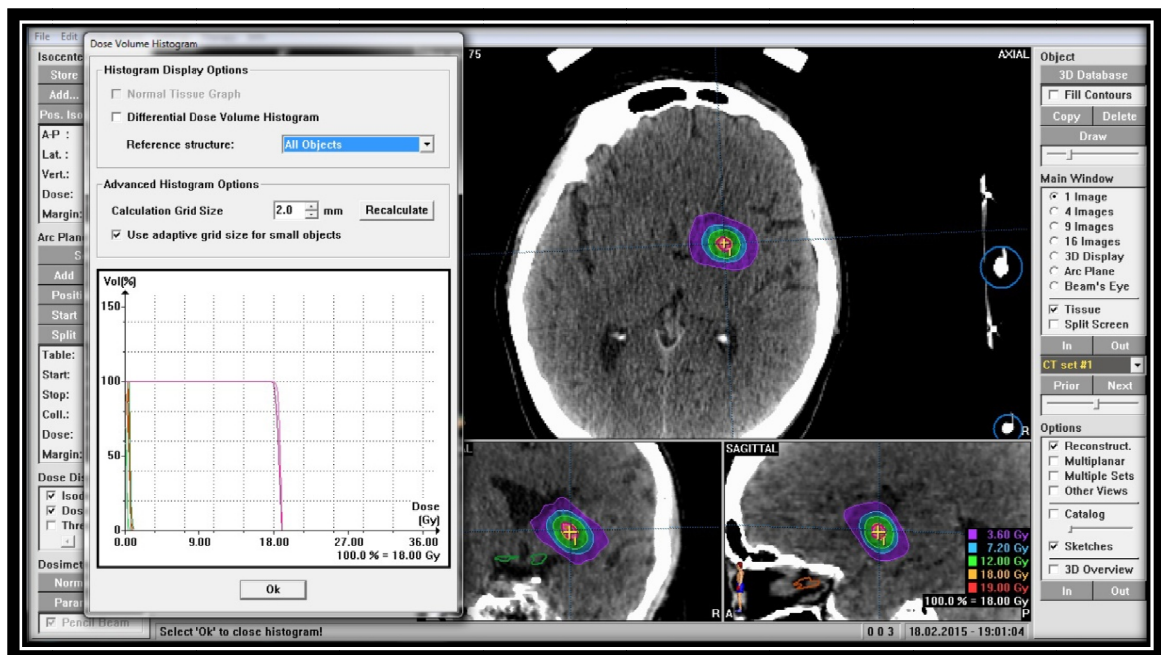 File Edit
Dose Volume Histogram
Histogram Display Options
Normal Tissue Graph
Differential Dose Volume Histogram
Reference structure: All Objects
Advanced Histogram Options
Calculation Grid Size 2.0 mm Recalculate
Use adaptive grid size for small objects
Vol[%]
150
100
50
0
0.00 9.00 18.00 27.00 36.00
Dose
[Gy]
100.0 % = 18.00 Gy
Ok
Isocente
Store
Add...
Pos. Iso
A-P :
Lat. :
Vert.:
Dose:
Margin:
Arc Plan
Add
Positi
Start
Split
Table:
Start:
Stop:
Coll.:
Dose:
Margin:
Dose Dis
Isod
Dos
Thre
Dosimet
Norm
Para
Pencil Beam
Select 'Ok' to close histogram!
75
AXIAL
R
AL
R
SAGITTAL
3.60 Gy
7.20 Gy
12.00 Gy
18.00 Gy
19.00 Gy
100.0 % = 18.00 Gy
A
P
0 0 3 18.02.2015 - 19:01:04
Object
3D Database
Fill Contours
Copy Delete
Draw
Main Window
1 Image
4 Images
9 Images
16 Images
3D Display
Arc Plane
Beam's Eye
Tissue
Split Screen
In Out
CT set #1
Prior Next
Options
Reconstruct.
Multiplanar
Multiple Sets
Other Views
Catalog
Sketches
3D Overview
In Out